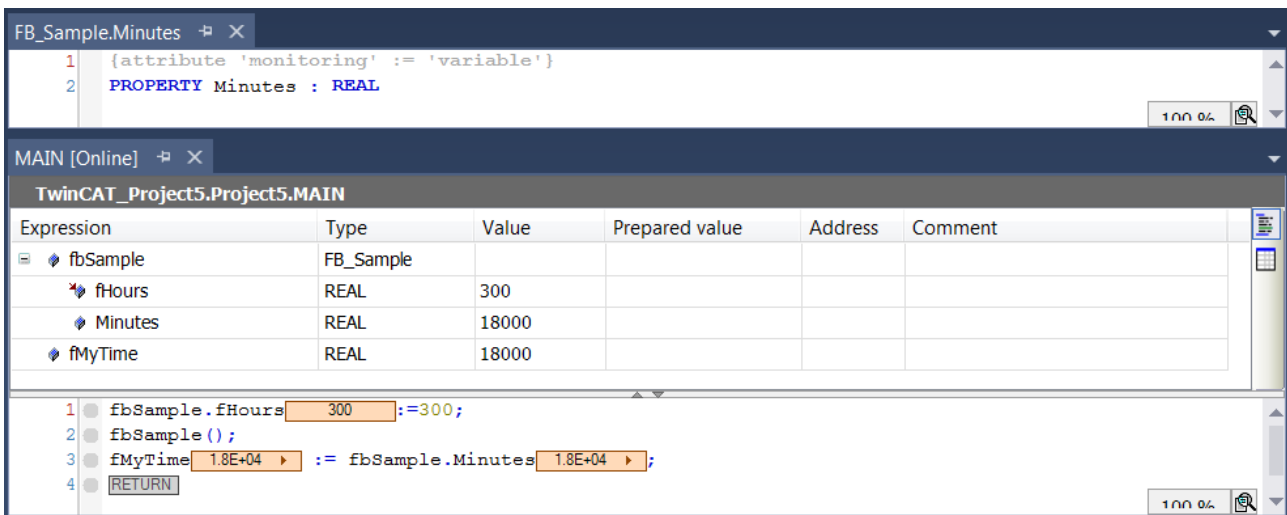 FB_Sample.Minutes
1 {attribute 'monitoring' := 'variable'}
2 PROPERTY Minutes : REAL
100 %
MAIN [Online]
TwinCAT_Project5.Project5.MAIN
Expression Type Value Prepared value Address Comment
fbSample FB_Sample
fHours REAL 300
Minutes REAL 18000
fMyTime REAL 18000
1 fbSample.fHours 300 :=300;
2 fbSample();
3 fMyTime 1.8E+04 := fbSample.Minutes 1.8E+04 ;
4 RETURN
100 %